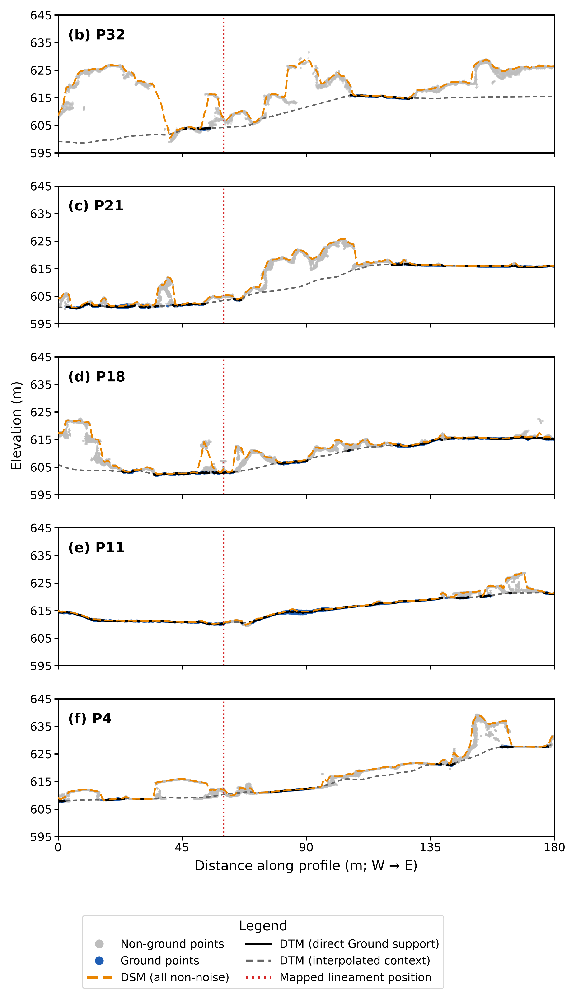 645
635
625
615
605
595
(b) P32
645
635
625
615
605
595
(c) P21
Elevation (m)
645
635
625
615
605
595
(d) P18
645
635
625
615
605
595
(e) P11
645
635
625
615
605
595
(f) P4
0 45 90 135 180
Distance along profile (m; W → E)
Legend
Non-ground points
Ground points
DSM (all non-noise)
DTM (direct Ground support)
DTM (interpolated context)
Mapped lineament position